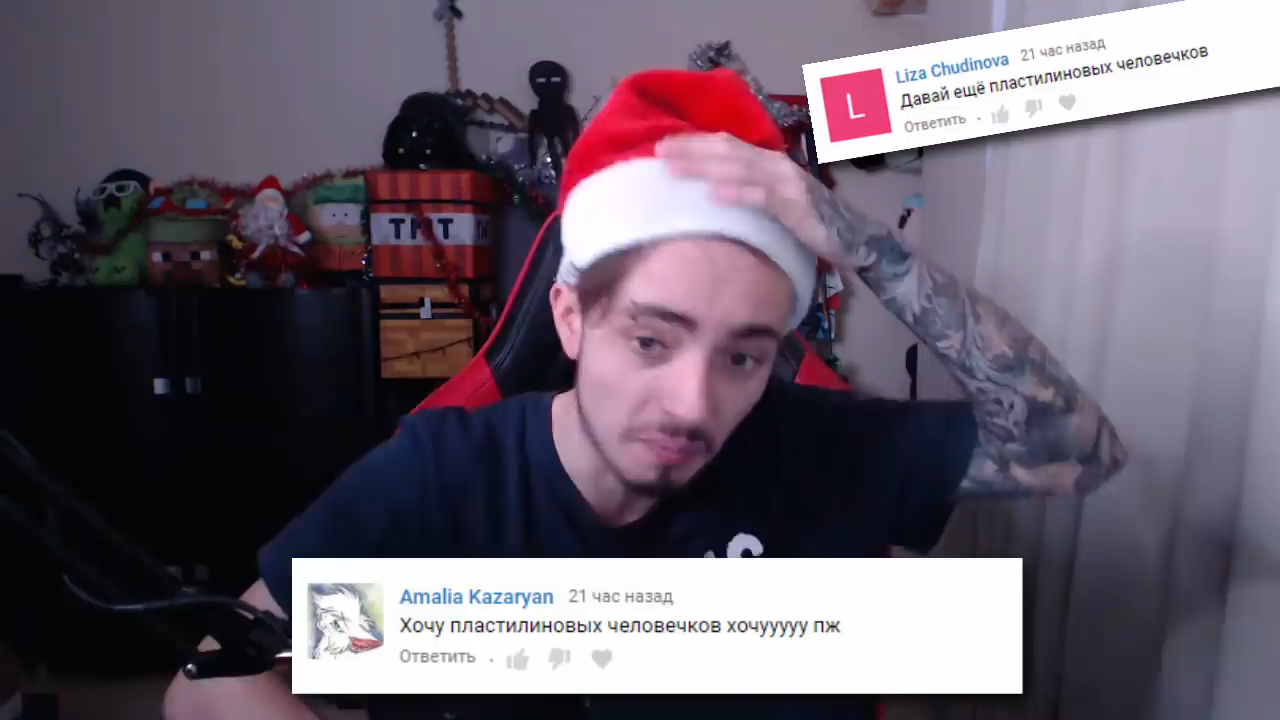 Liza Chudinova 21 час назад
Давай ещё пластилиновых человечков
Ответить
L
TNT N
Amalia Kazaryan 21 час назад
Хочу пластилиновых человечков хочууууу пж
Ответить